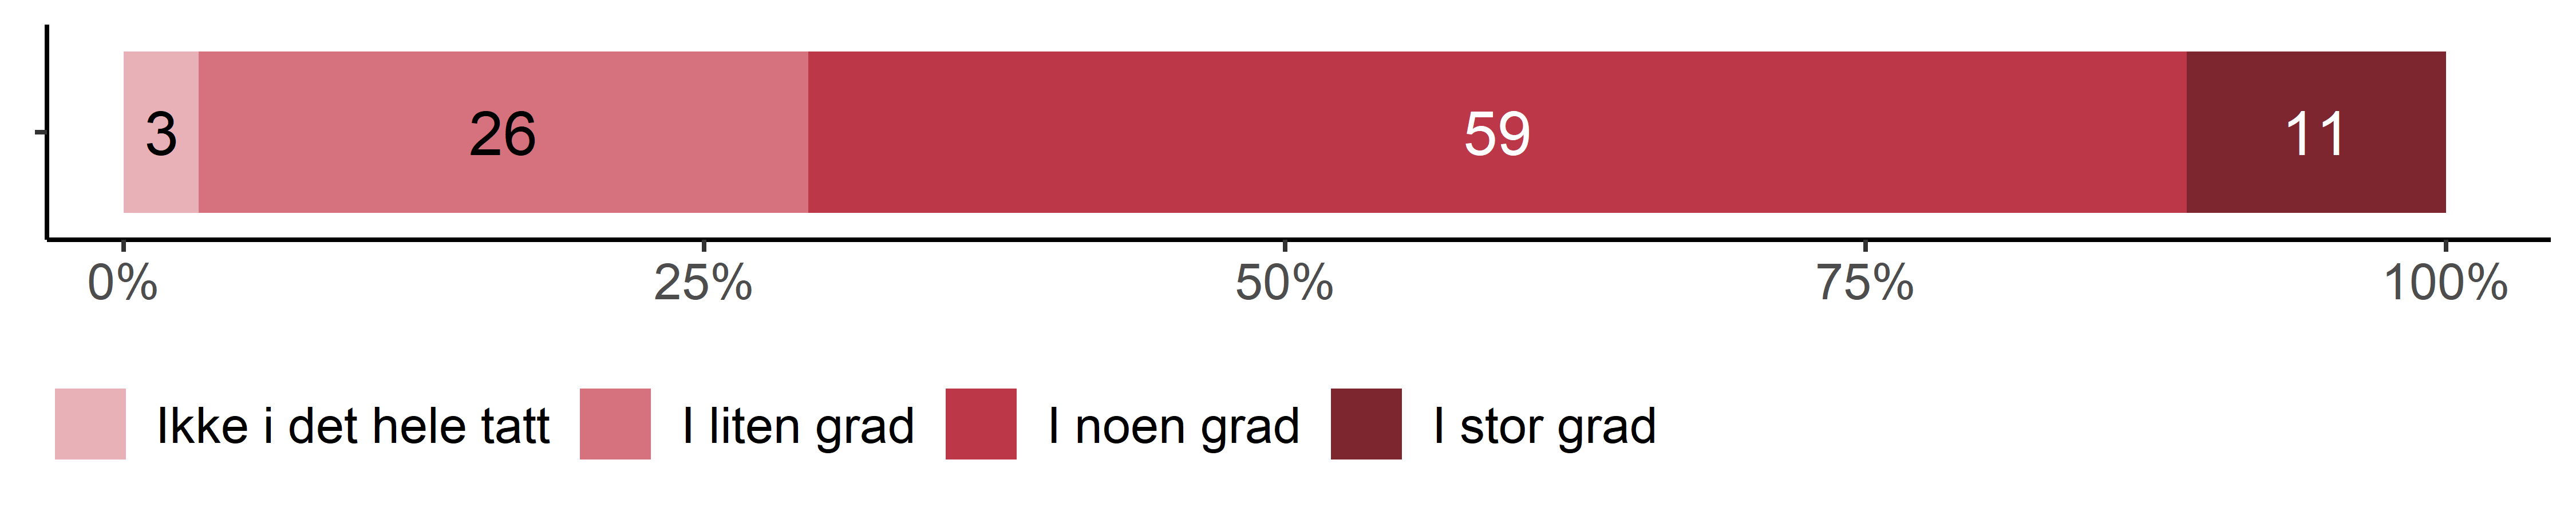 3 26 59 11
0% 25% 50% 75% 100%
Ikke i det hele tatt I liten grad I noen grad I stor grad